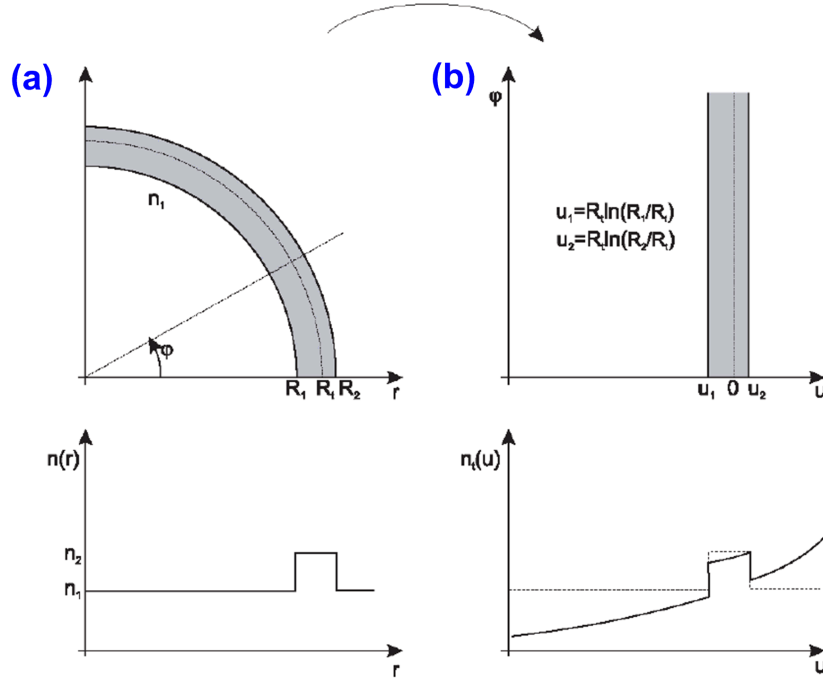 (a)
n₁
φ
R₁ Rₜ R₂
r
n(r)
n₂
n₁
r
(b)
φ
u₁=Rₜln(R₁/Rₜ)
u₂=Rₜln(R₂/Rₜ)
u₁ 0 u₂
u
nₜ(u)
u